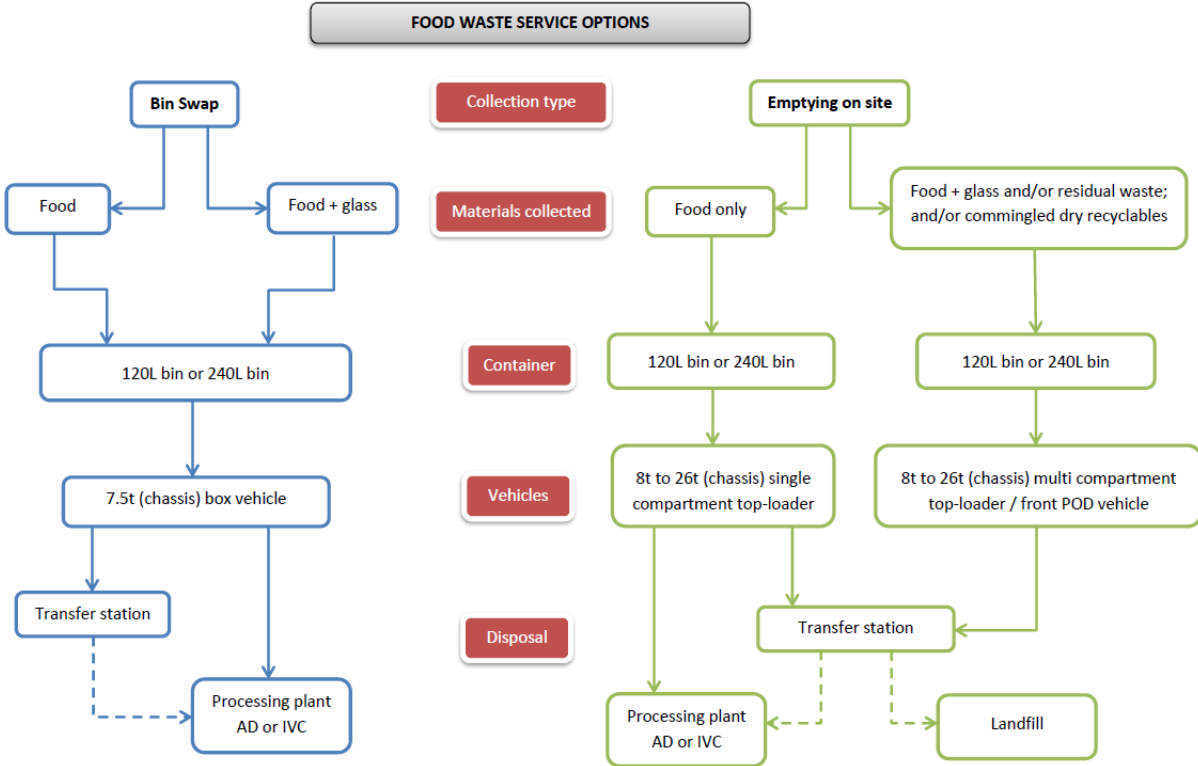 FOOD WASTE SERVICE OPTIONS
Bin Swap
Collection type
Emptying on site
Food
Food + glass
Materials collected
Food only
Food + glass and/or residual waste;
and/or commingled dry recyclables
120L bin or 240L bin
Container
120L bin or 240L bin
120L bin or 240L bin
7.5t (chassis) box vehicle
Vehicles
8t to 26t (chassis) single
compartment top-loader
8t to 26t (chassis) multi compartment
top-loader / front POD vehicle
Transfer station
Disposal
Transfer station
Processing plant
AD or IVC
Processing plant
AD or IVC
Landfill